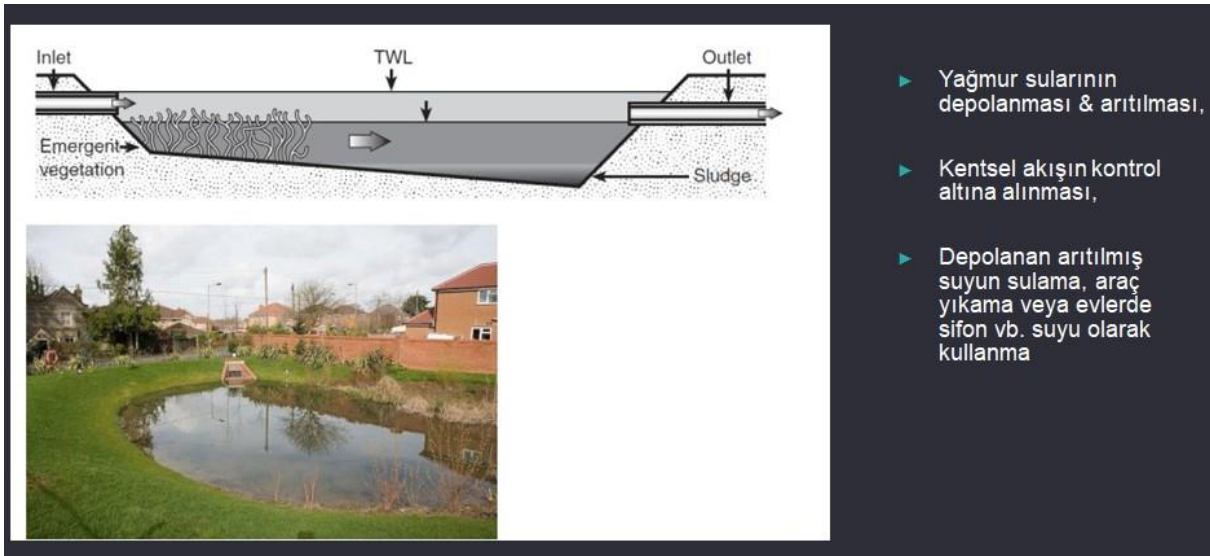 Inlet
TWL
Outlet
Emergent
vegetation
Sludge
Yağmur sularının
depolanması & arıtılması,
Kentsel akışın kontrol
altına alınması,
Depolanan arıtılmış
suyun sulama, araç
yıkama veya evlerde
sifon vb. suyu olarak
kullanma